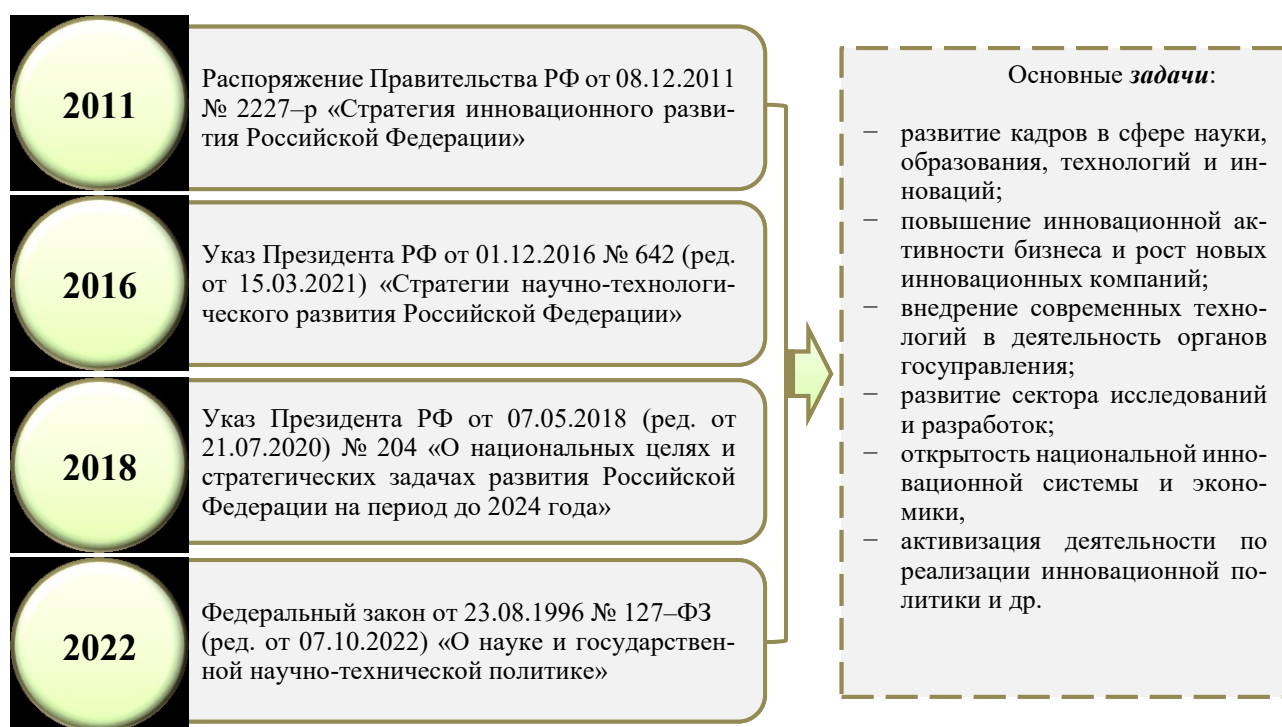 2011
Распоряжение Правительства РФ от 08.12.2011
№ 2227–р «Стратегия инновационного разви-
тия Российской Федерации»
2016
Указ Президента РФ от 01.12.2016 № 642 (ред.
от 15.03.2021) «Стратегии научно-технологи-
ческого развития Российской Федерации»
2018
Указ Президента РФ от 07.05.2018 (ред. от
21.07.2020) № 204 «О национальных целях и
стратегических задачах развития Российской
Федерации на период до 2024 года»
2022
Федеральный закон от 23.08.1996 № 127–ФЗ
(ред. от 07.10.2022) «О науке и государствен-
ной научно-технической политике»
Основные задачи:
– развитие кадров в сфере науки,
образования, технологий и ин-
новаций;
– повышение инновационной ак-
тивности бизнеса и рост новых
инновационных компаний;
– внедрение современных техно-
логий в деятельность органов
госуправления;
– развитие сектора исследований
и разработок;
– открытость национальной инно-
вационной системы и эконо-
мики,
– активизация деятельности по
реализации инновационной по-
литики и др.